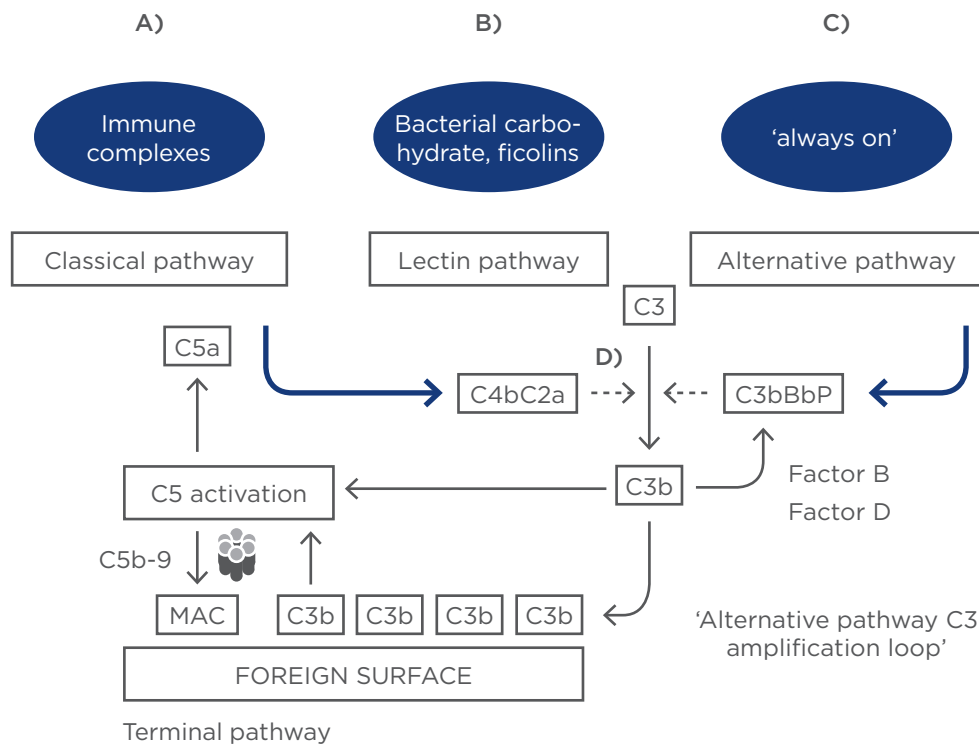 A)
B)
C)
Immune
complexes
Bacterial carbo-
hydrate, ficolins
‘always on’
Classical pathway
Lectin pathway
Alternative pathway
C3
C5a
D)
C4bC2a
C3bBbP
C5 activation
C3b
Factor B
Factor D
C5b-9
MAC
C3b
C3b
C3b
C3b
‘Alternative pathway C3
amplification loop’
FOREIGN SURFACE
Terminal pathway